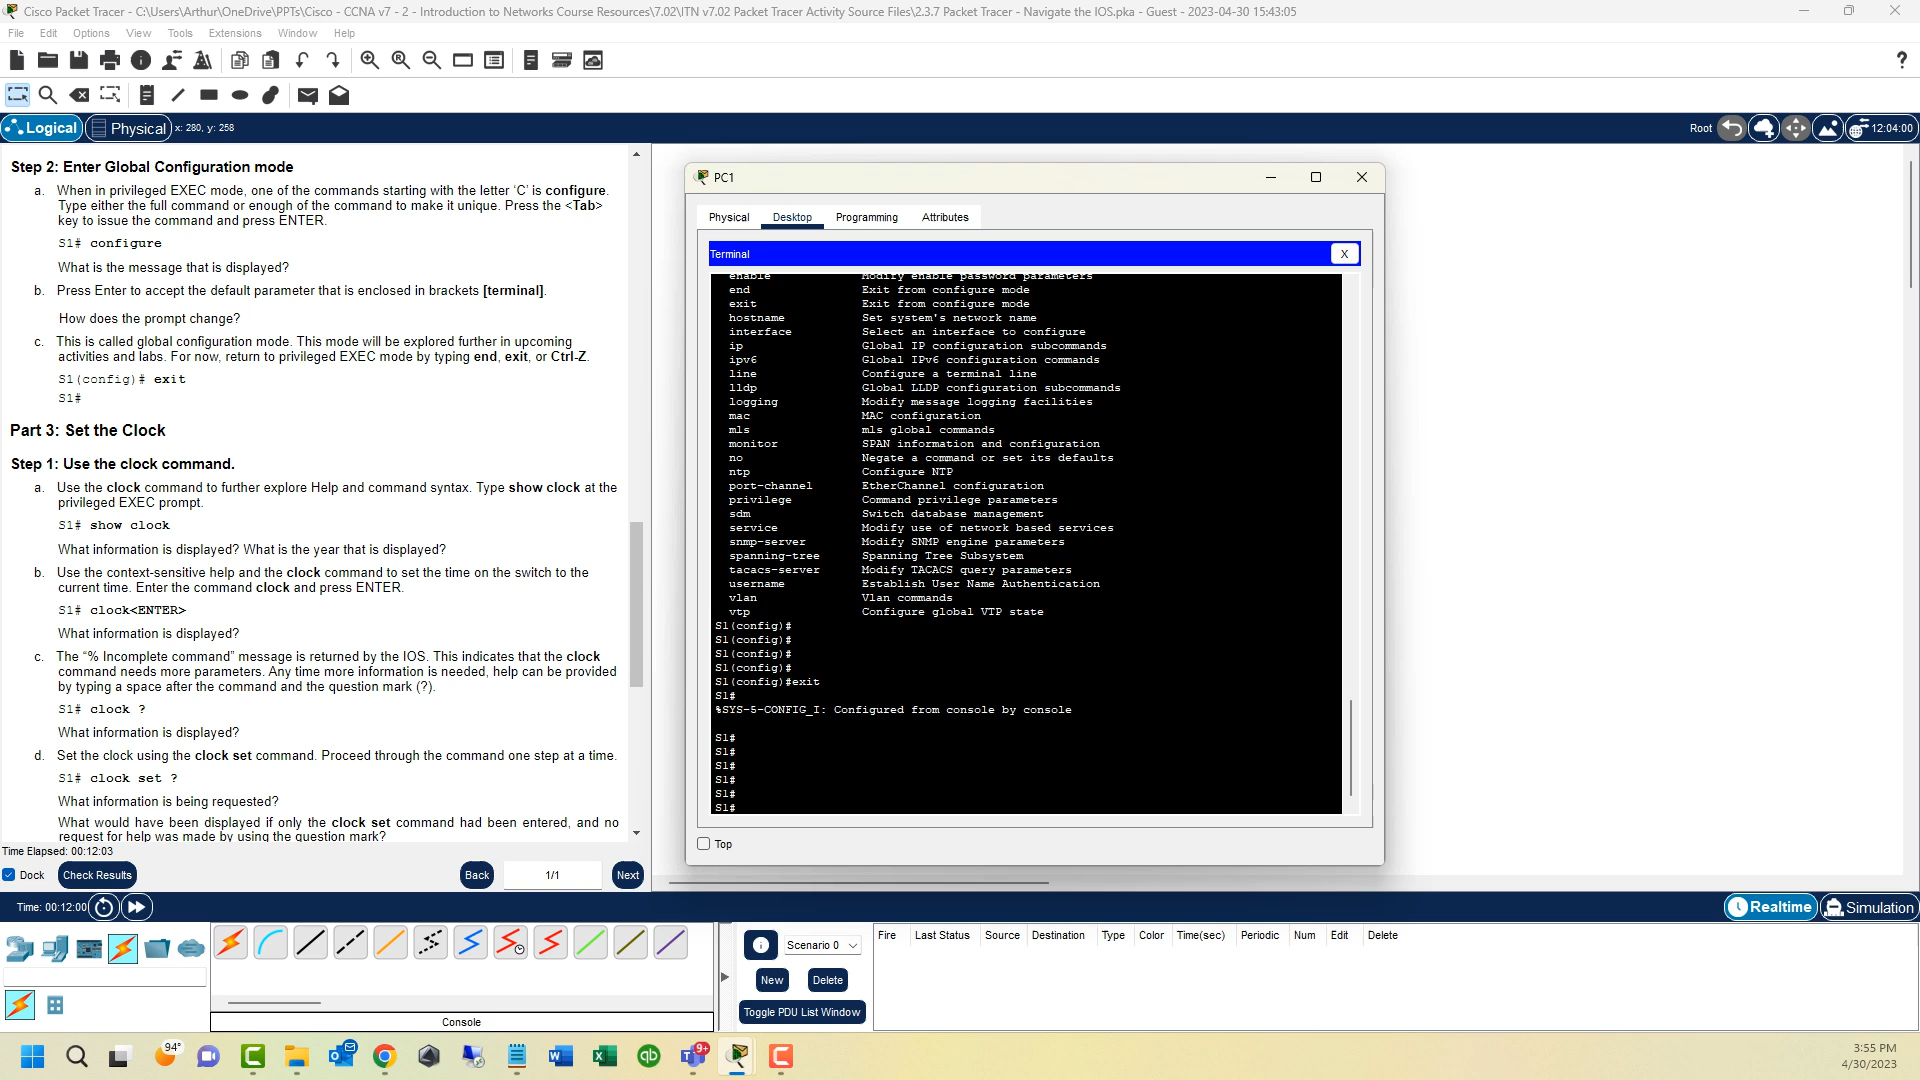 Cisco Packet Tracer - C:\Users\Arthur\OneDrive\PPTs\Cisco - CCNA v7 - 2 - Introduction to Networks Course Resources\7.02\ITN v7.02 Packet Tracer Activity Source Files\2.3.7 Packet Tracer - Navigate the IOS.pka - Guest - 2023-04-30 15:43:05
File Edit Options View Tools Extensions Window Help
?
Logical Physical x: 280, y: 258
Root 12:04:00
Step 2: Enter Global Configuration mode
a. When in privileged EXEC mode, one of the commands starting with the letter 'C' is configure.
Type either the full command or enough of the command to make it unique. Press the <Tab>
key to issue the command and press ENTER.
S1# configure
What is the message that is displayed?
b. Press Enter to accept the default parameter that is enclosed in brackets [terminal].
How does the prompt change?
c. This is called global configuration mode. This mode will be explored further in upcoming
activities and labs. For now, return to privileged EXEC mode by typing end, exit, or Ctrl-Z.
S1(config)# exit
S1#
Part 3: Set the Clock
Step 1: Use the clock command.
a. Use the clock command to further explore Help and command syntax. Type show clock at the
privileged EXEC prompt.
S1# show clock
What information is displayed? What is the year that is displayed?
b. Use the context-sensitive help and the clock command to set the time on the switch to the
current time. Enter the command clock and press ENTER.
S1# clock<ENTER>
What information is displayed?
c. The "% Incomplete command" message is returned by the IOS. This indicates that the clock
command needs more parameters. Any time more information is needed, help can be provided
by typing a space after the command and the question mark (?).
S1# clock ?
What information is displayed?
d. Set the clock using the clock set command. Proceed through the command one step at a time.
S1# clock set ?
What information is being requested?
What would have been displayed if only the clock set command had been entered, and no
request for help was made by using the question mark?
Time Elapsed: 00:12:03
Dock Check Results Back 1/1 Next
PC1
Physical Desktop Programming Attributes
Terminal X
enable Modify enable password parameters
end Exit from configure mode
exit Exit from configure mode
hostname Set system's network name
interface Select an interface to configure
ip Global IP configuration subcommands
ipv6 Global IPv6 configuration commands
line Configure a terminal line
lldp Global LLDP configuration subcommands
logging Modify message logging facilities
mac MAC configuration
mls mls global commands
monitor SPAN information and configuration
no Negate a command or set its defaults
ntp Configure NTP
port-channel EtherChannel configuration
privilege Command privilege parameters
sdm Switch database management
service Modify use of network based services
snmp-server Modify SNMP engine parameters
spanning-tree Spanning Tree Subsystem
tacacs-server Modify TACACS query parameters
username Establish User Name Authentication
vlan Vlan commands
vtp Configure global VTP state
S1(config)#
S1(config)#
S1(config)#
S1(config)#
S1(config)#exit
S1#
%SYS-5-CONFIG_I: Configured from console by console
S1#
S1#
S1#
S1#
S1#
S1#
Top
Time: 00:12:00
Realtime Simulation
Console
Scenario 0
New Delete
Toggle PDU List Window
Fire Last Status Source Destination Type Color Time(sec) Periodic Num Edit Delete
94°
9+
3:55 PM
4/30/2023